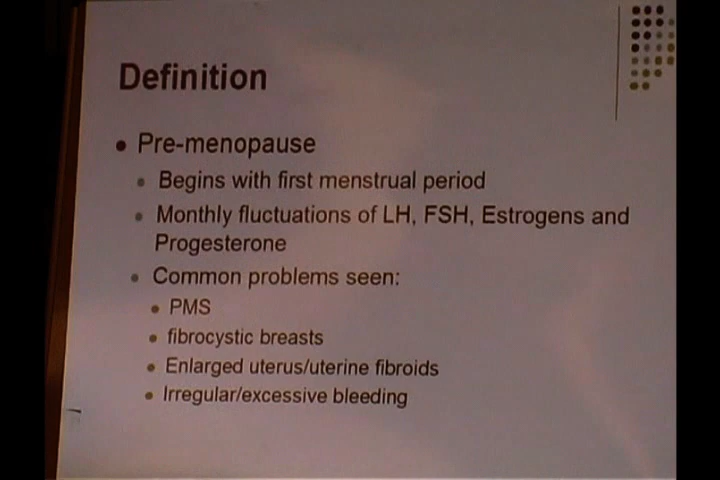 Definition
Pre-menopause
Begins with first menstrual period
Monthly fluctuations of LH, FSH, Estrogens and
Progesterone
Common problems seen:
PMS
fibrocystic breasts
Enlarged uterus/uterine fibroids
Irregular/excessive bleeding